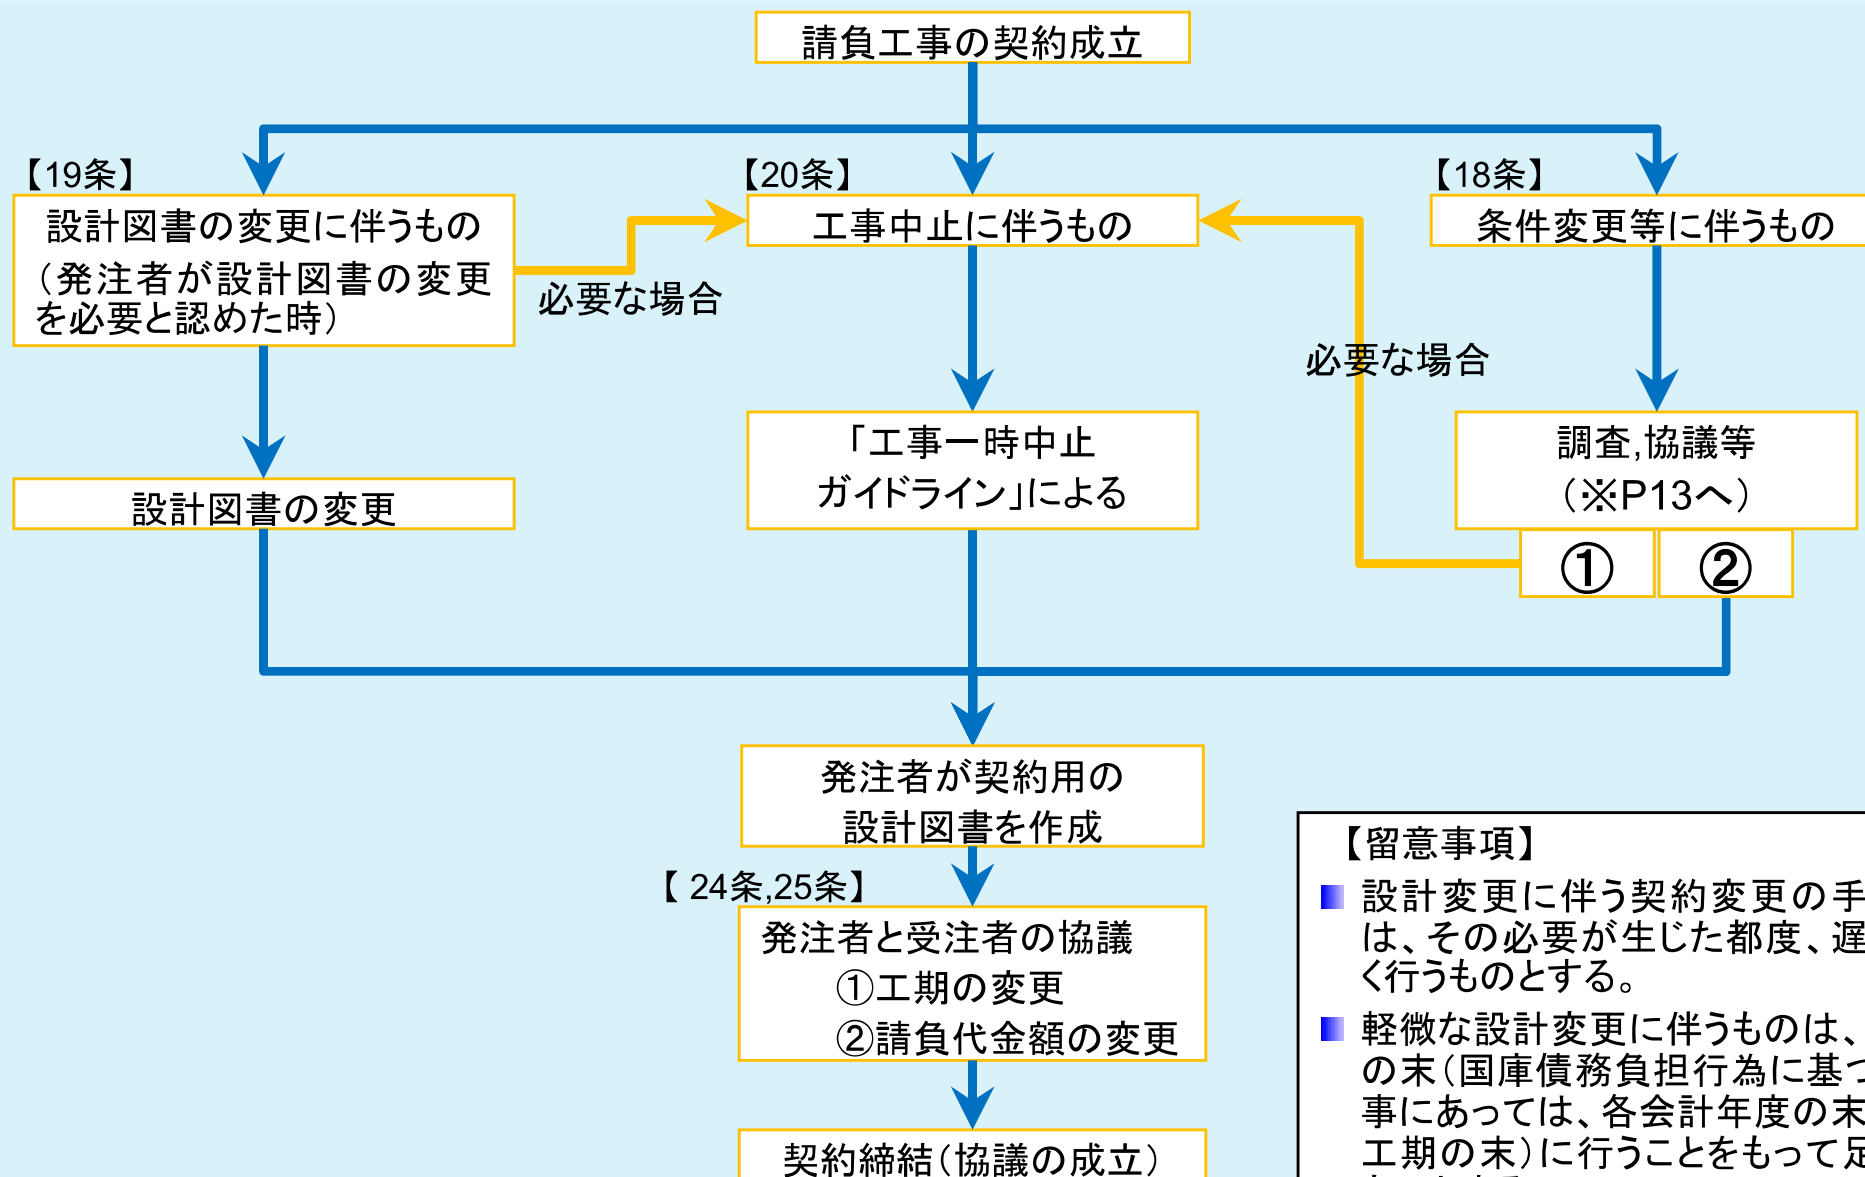 請負工事の契約成立
【19条】
設計図書の変更に伴うもの
（発注者が設計図書の変更
を必要と認めた時）
必要な場合
設計図書の変更
【20条】
工事中止に伴うもの
「工事一時中止
ガイドライン」による
【18条】
条件変更等に伴うもの
必要な場合
調査,協議等
（※P13へ）
①
②
発注者が契約用の
設計図書を作成
【 24条,25条】
発注者と受注者の協議
①工期の変更
②請負代金額の変更
契約締結（協議の成立）
【留意事項】
設計変更に伴う契約変更の手
は、その必要が生じた都度、遅
く行うものとする。
軽微な設計変更に伴うものは、
の末（国庫債務負担行為に基づ
事にあっては、各会計年度の末
工期の末）に行うことをもって足